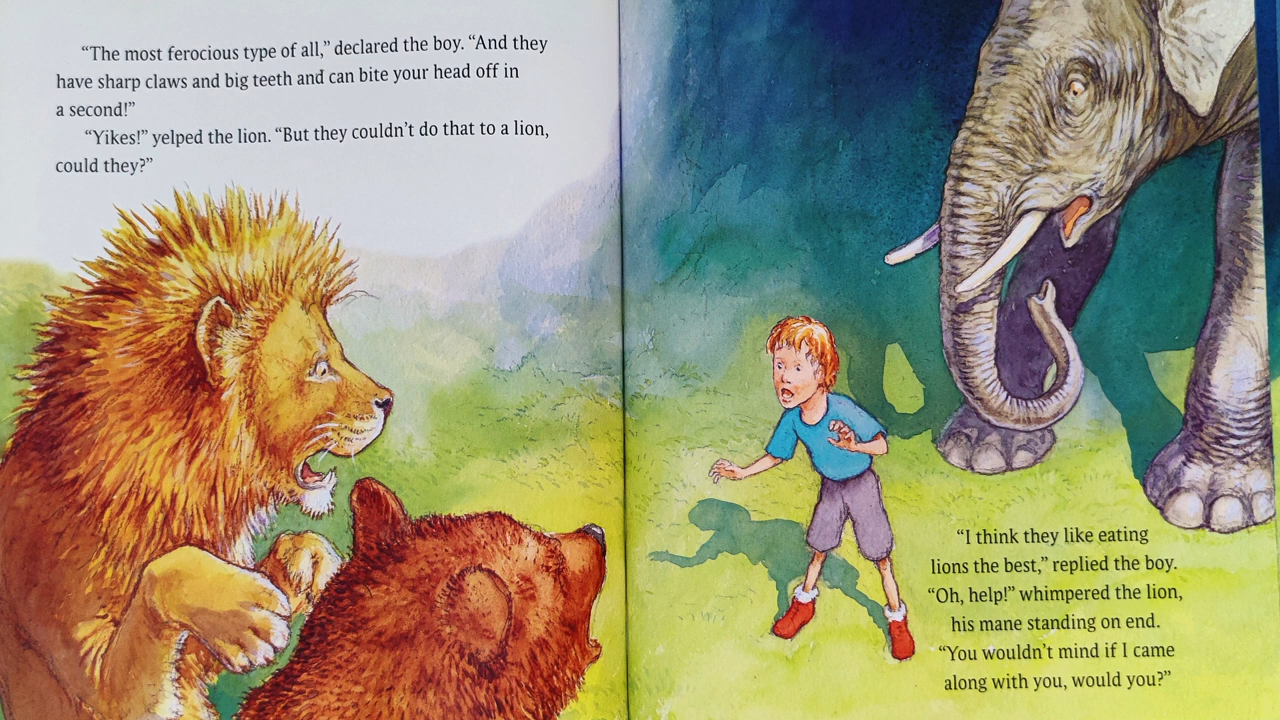 “The most ferocious type of all,” declared the boy. “And they
have sharp claws and big teeth and can bite your head off in
a second!”
“Yikes!” yelped the lion. “But they couldn’t do that to a lion,
could they?”
“I think they like eating
lions the best,” replied the boy.
“Oh, help!” whimpered the lion,
his mane standing on end.
“You wouldn’t mind if I came
along with you, would you?”